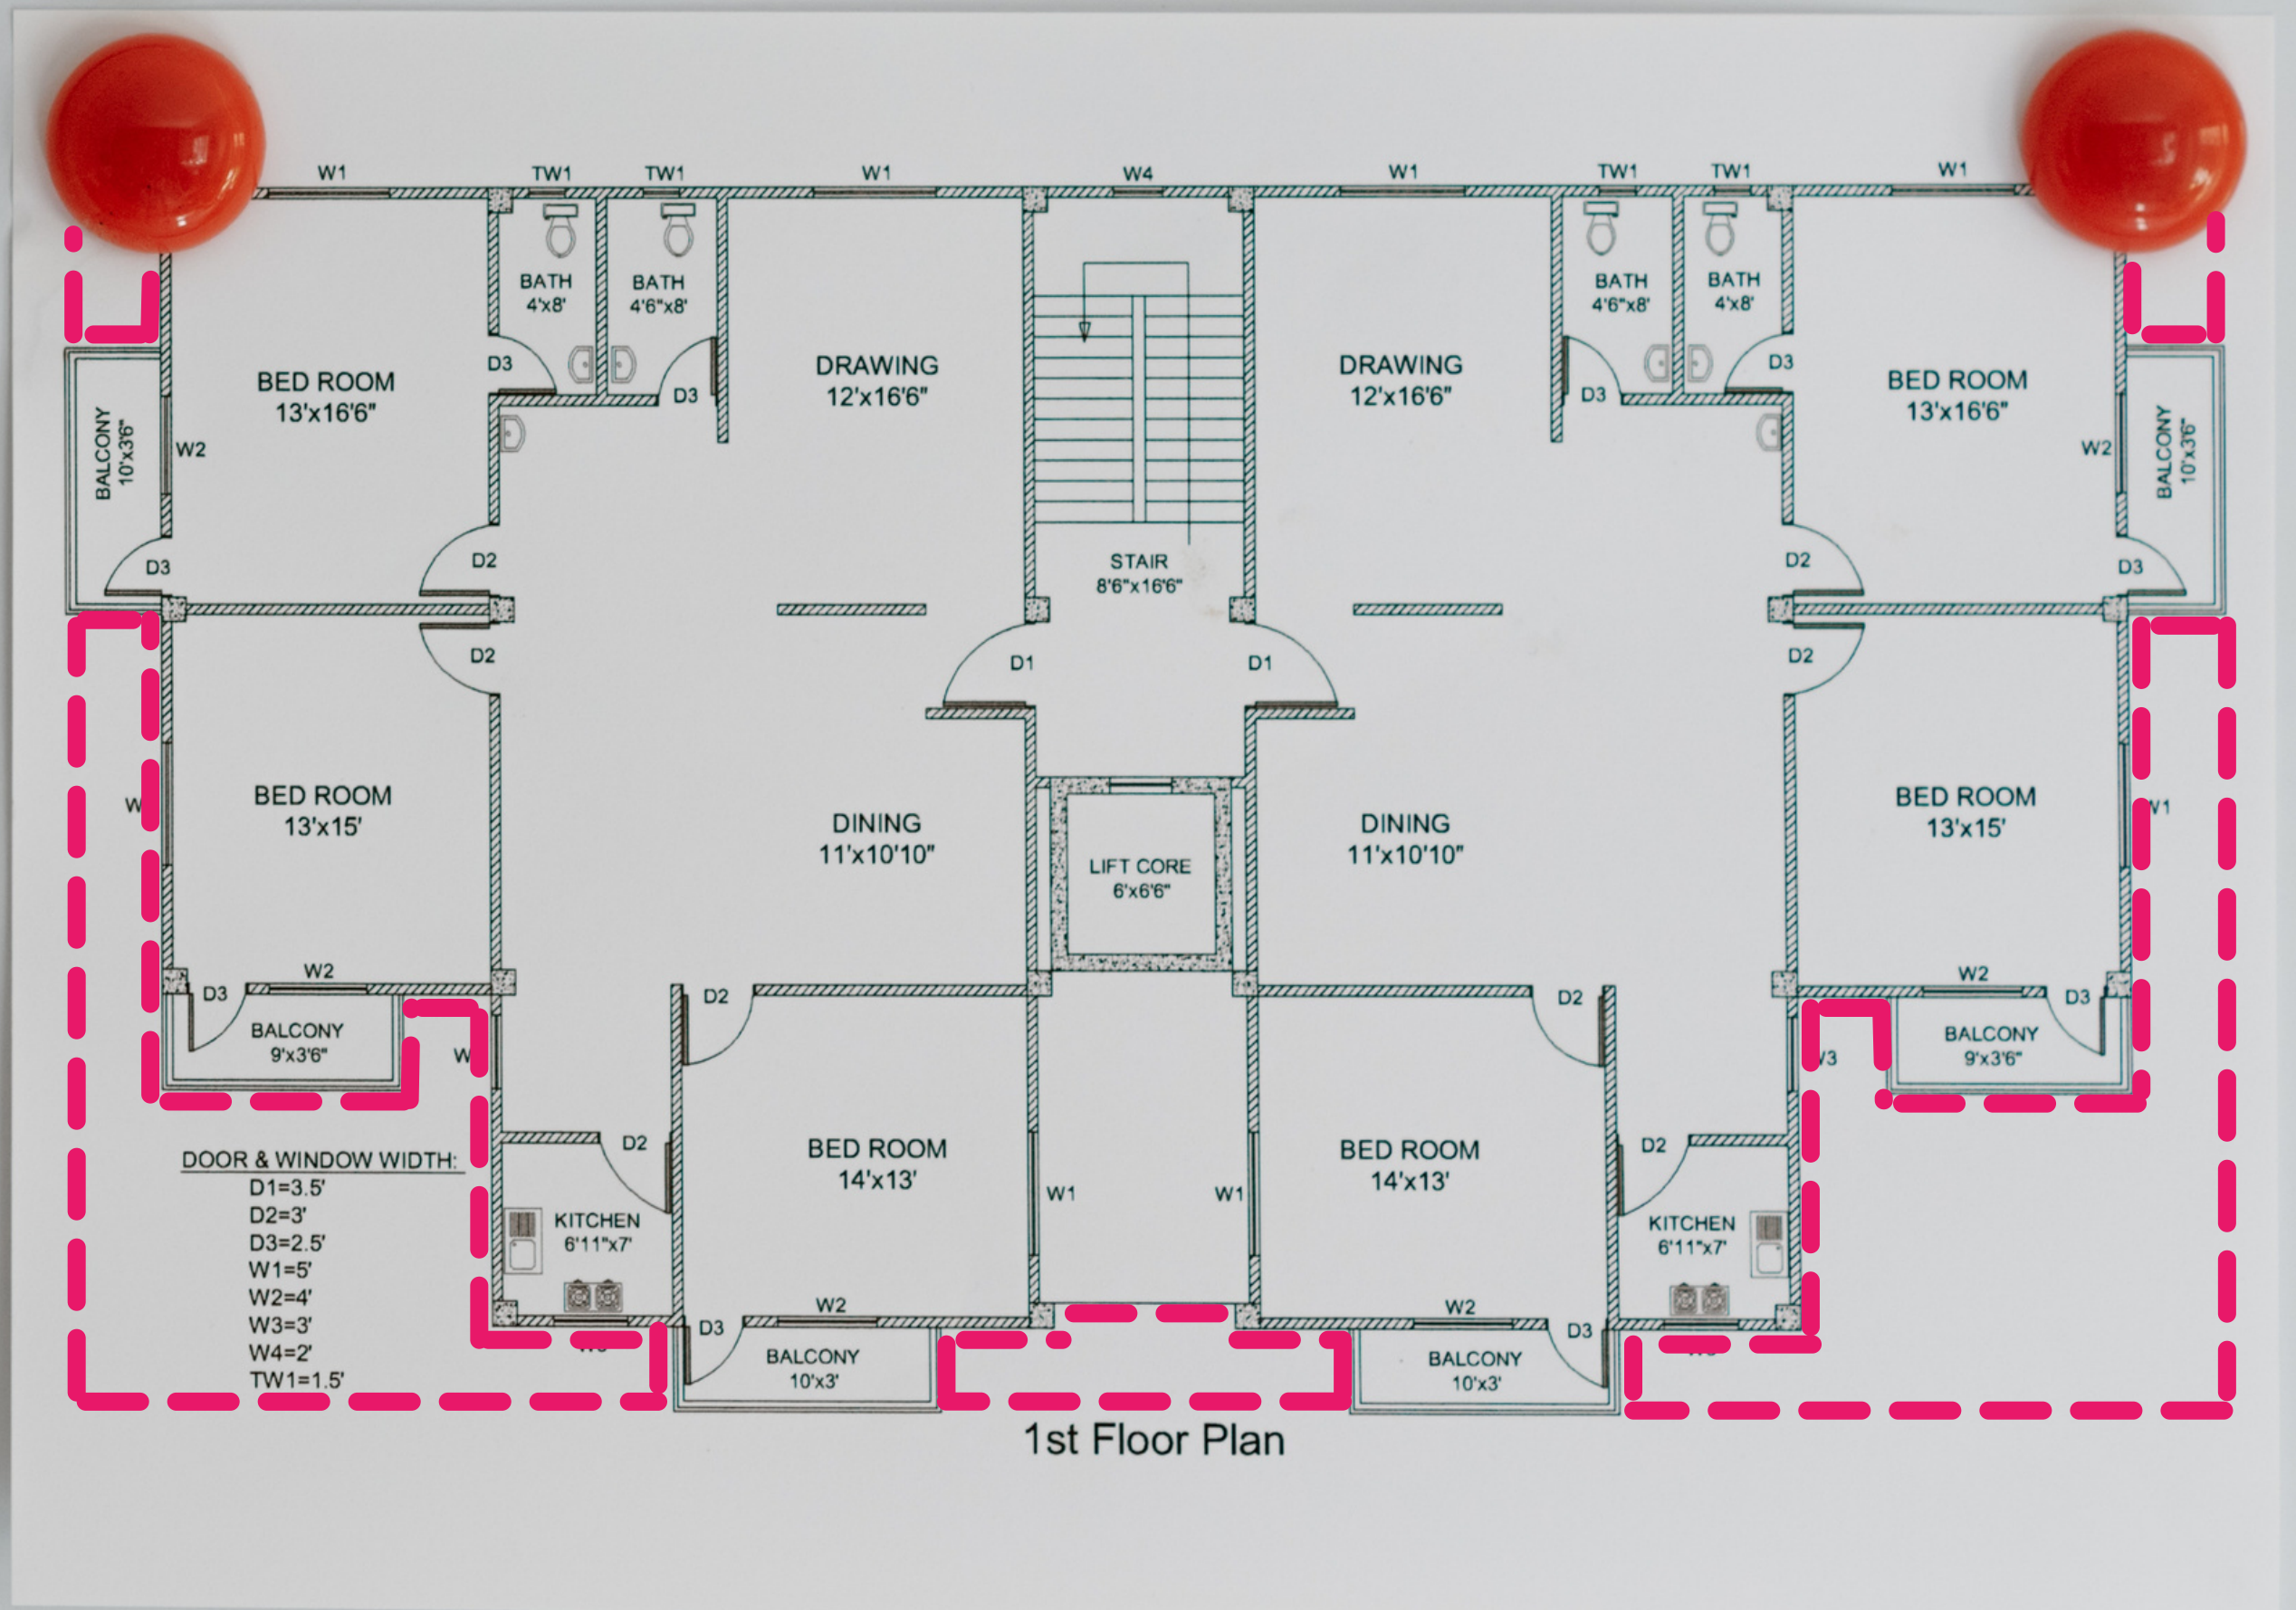 W1
TW1
TW1
W1
W4
W1
TW1
TW1
W1
BATH
4'x8'
BATH
4'6"x8'
BATH
4'6"x8'
BATH
4'x8'
D3
D3
D3
D3
BED ROOM
13'x16'6"
DRAWING
12'x16'6"
DRAWING
12'x16'6"
BED ROOM
13'x16'6"
BALCONY
10'x3'6"
W2
W2
BALCONY
10'x3'6"
D3
D2
STAIR
8'6"x16'6"
D2
D3
D2
D1
D1
D2
W
BED ROOM
13'x15'
DINING
11'x10'10"
LIFT CORE
6'x6'6"
DINING
11'x10'10"
BED ROOM
13'x15'
W1
W2
D3
D2
D2
W2
D3
BALCONY
9'x3'6"
W
W3
BALCONY
9'x3'6"
DOOR & WINDOW WIDTH:
D1=3.5'
D2=3'
D3=2.5'
W1=5'
W2=4'
W3=3'
W4=2'
TW1=1.5'
D2
BED ROOM
14'x13'
W1
W1
BED ROOM
14'x13'
D2
KITCHEN
6'11"x7'
KITCHEN
6'11"x7'
D3
W2
W2
D3
BALCONY
10'x3'
BALCONY
10'x3'
1st Floor Plan